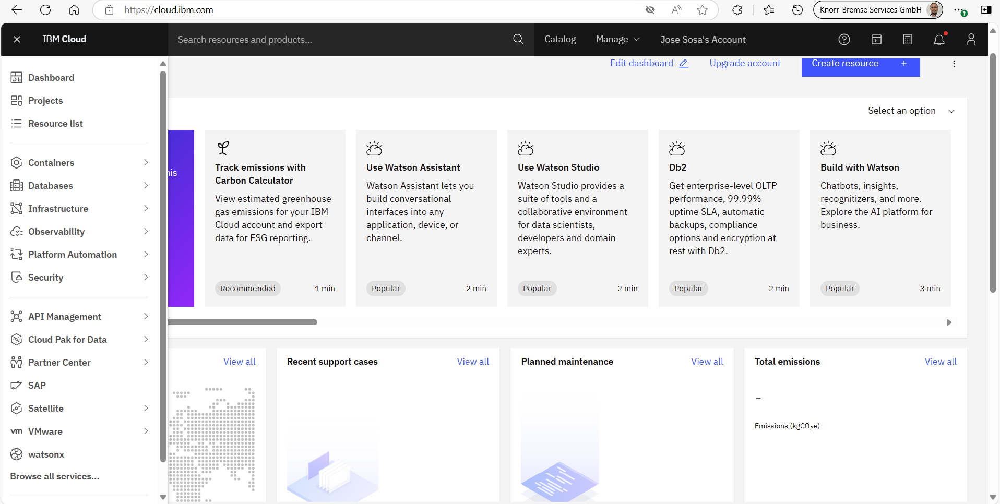 https://cloud.ibm.com
Knorr-Bremse Services GmbH
IBM Cloud
Search resources and products...
Catalog
Manage
Jose Sosa's Account
Dashboard
Projects
Resource list
Containers
Databases
Infrastructure
Observability
Platform Automation
Security
API Management
Cloud Pak for Data
Partner Center
SAP
Satellite
vm VMware
watsonx
Browse all services...
Edit dashboard
Upgrade account
Create resource +
Select an option
Track emissions with
Carbon Calculator
View estimated greenhouse
gas emissions for your IBM
Cloud account and export
data for ESG reporting.
Recommended
1 min
Use Watson Assistant
Watson Assistant lets you
build conversational
interfaces into any
application, device, or
channel.
Popular
2 min
Use Watson Studio
Watson Studio provides a
suite of tools and a
collaborative environment
for data scientists,
developers and domain
experts.
Popular
2 min
Db2
Get enterprise-level OLTP
performance, 99.99%
uptime SLA, automatic
backups, compliance
options and encryption at
rest with Db2.
Popular
2 min
Build with Watson
Chatbots, insights,
recognitizers, and more.
Explore the AI platform for
business.
Popular
3 min
View all
Recent support cases
View all
Planned maintenance
View all
Total emissions
View all
-
Emissions (kgCO₂e)